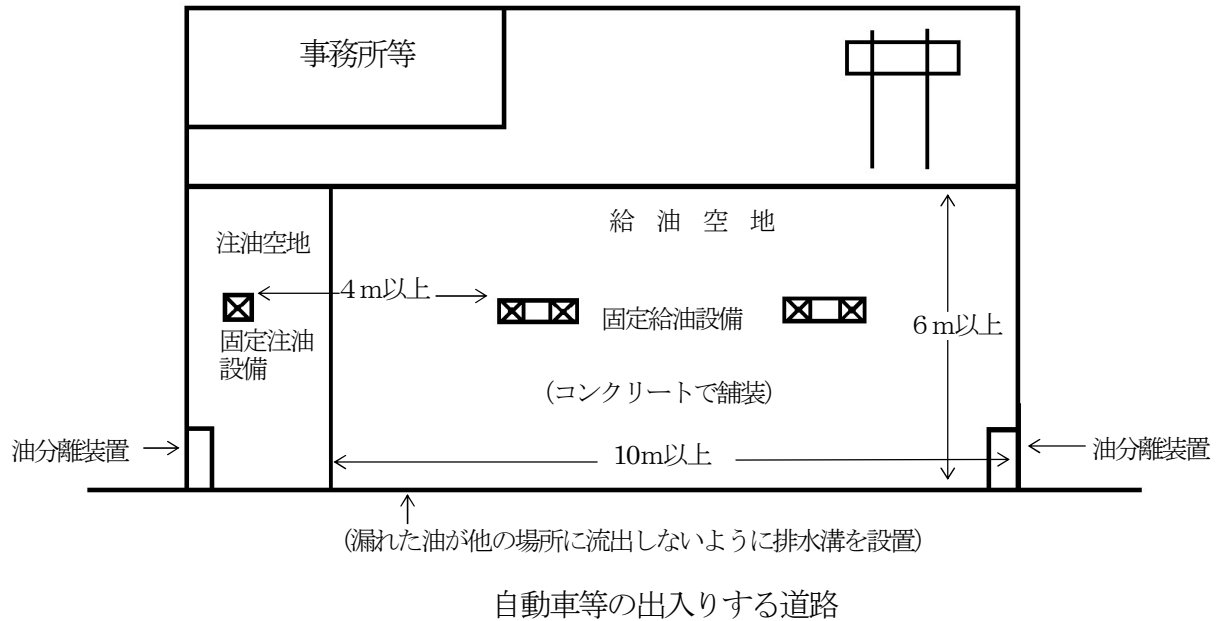 事務所等
給 油 空 地
注油空地
4m以上
固定注油
設備
固定給油設備
6m以上
(コンクリートで舗装)
油分離装置
10m以上
油分離装置
(漏れた油が他の場所に流出しないように排水溝を設置)
自動車等の出入りする道路